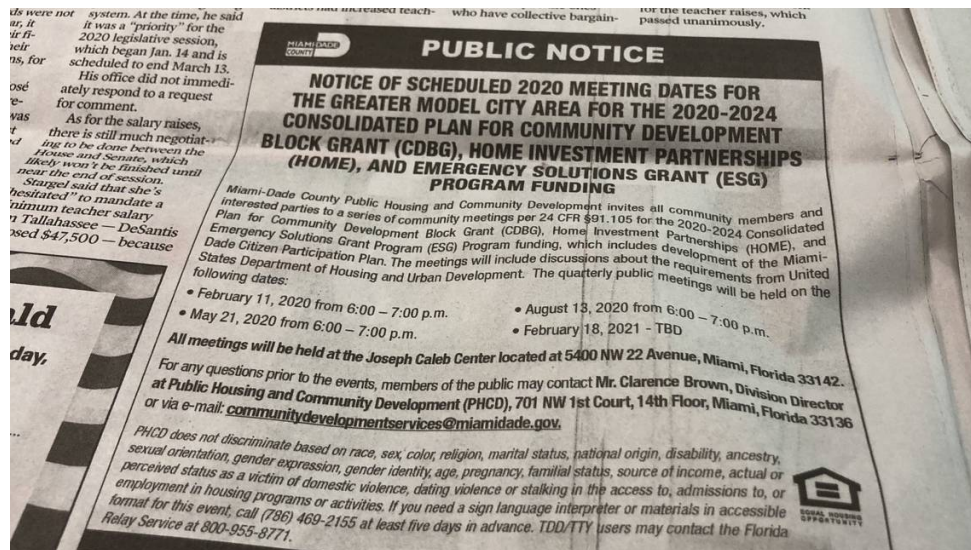 ds were not
ar, it
ir fi-
heir
ns, for
osé
re-
was
t
d
system. At the time, he said
it was a “priority” for the
2020 legislative session,
which began Jan. 14 and is
scheduled to end March 13.
His office did not immedi-
ately respond to a request
for comment.
As for the salary raises,
there is still much negotiat-
ing to be done between the
House and Senate, which
likely won't be finished until
near the end of session.
Stargel said that she's
hesitated” to mandate a
nimum teacher salary
n Tallahassee — DeSantis
osed $47,500 — because
had increased teach-
who have collective bargain-
for the teacher raises, which
passed unanimously.
ald
day,
...
MIAMI-DADE
COUNTY
PUBLIC NOTICE
NOTICE OF SCHEDULED 2020 MEETING DATES FOR
THE GREATER MODEL CITY AREA FOR THE 2020-2024
CONSOLIDATED PLAN FOR COMMUNITY DEVELOPMENT
BLOCK GRANT (CDBG), HOME INVESTMENT PARTNERSHIPS
(HOME), AND EMERGENCY SOLUTIONS GRANT (ESG)
PROGRAM FUNDING
Miami-Dade County Public Housing and Community Development invites all community members and
interested parties to a series of community meetings per 24 CFR §91.105 for the 2020-2024 Consolidated
Plan for Community Development Block Grant (CDBG), Home Investment Partnerships (HOME), and
Emergency Solutions Grant Program (ESG) Program funding, which includes development of the Miami-
Dade Citizen Participation Plan. The meetings will include discussions about the requirements from United
States Department of Housing and Urban Development. The quarterly public meetings will be held on the
following dates:
• February 11, 2020 from 6:00 – 7:00 p.m.
• May 21, 2020 from 6:00 – 7:00 p.m.
• August 13, 2020 from 6:00 – 7:00 p.m.
• February 18, 2021 - TBD
All meetings will be held at the Joseph Caleb Center located at 5400 NW 22 Avenue, Miami, Florida 33142.
For any questions prior to the events, members of the public may contact Mr. Clarence Brown, Division Director
at Public Housing and Community Development (PHCD), 701 NW 1st Court, 14th Floor, Miami, Florida 33136
or via e-mail: communitydevelopmentservices@miamidade.gov.
PHCD does not discriminate based on race, sex, color, religion, marital status, national origin, disability, ancestry,
sexual orientation, gender expression, gender identity, age, pregnancy, familial status, source of income, actual or
perceived status as a victim of domestic violence, dating violence or stalking in the access to, admissions to, or
employment in housing programs or activities. If you need a sign language interpreter or materials in accessible
format for this event, call (786) 469-2155 at least five days in advance. TDD/TTY users may contact the Florida
Relay Service at 800-955-8771.
EQUAL HOUSING
OPPORTUNITY